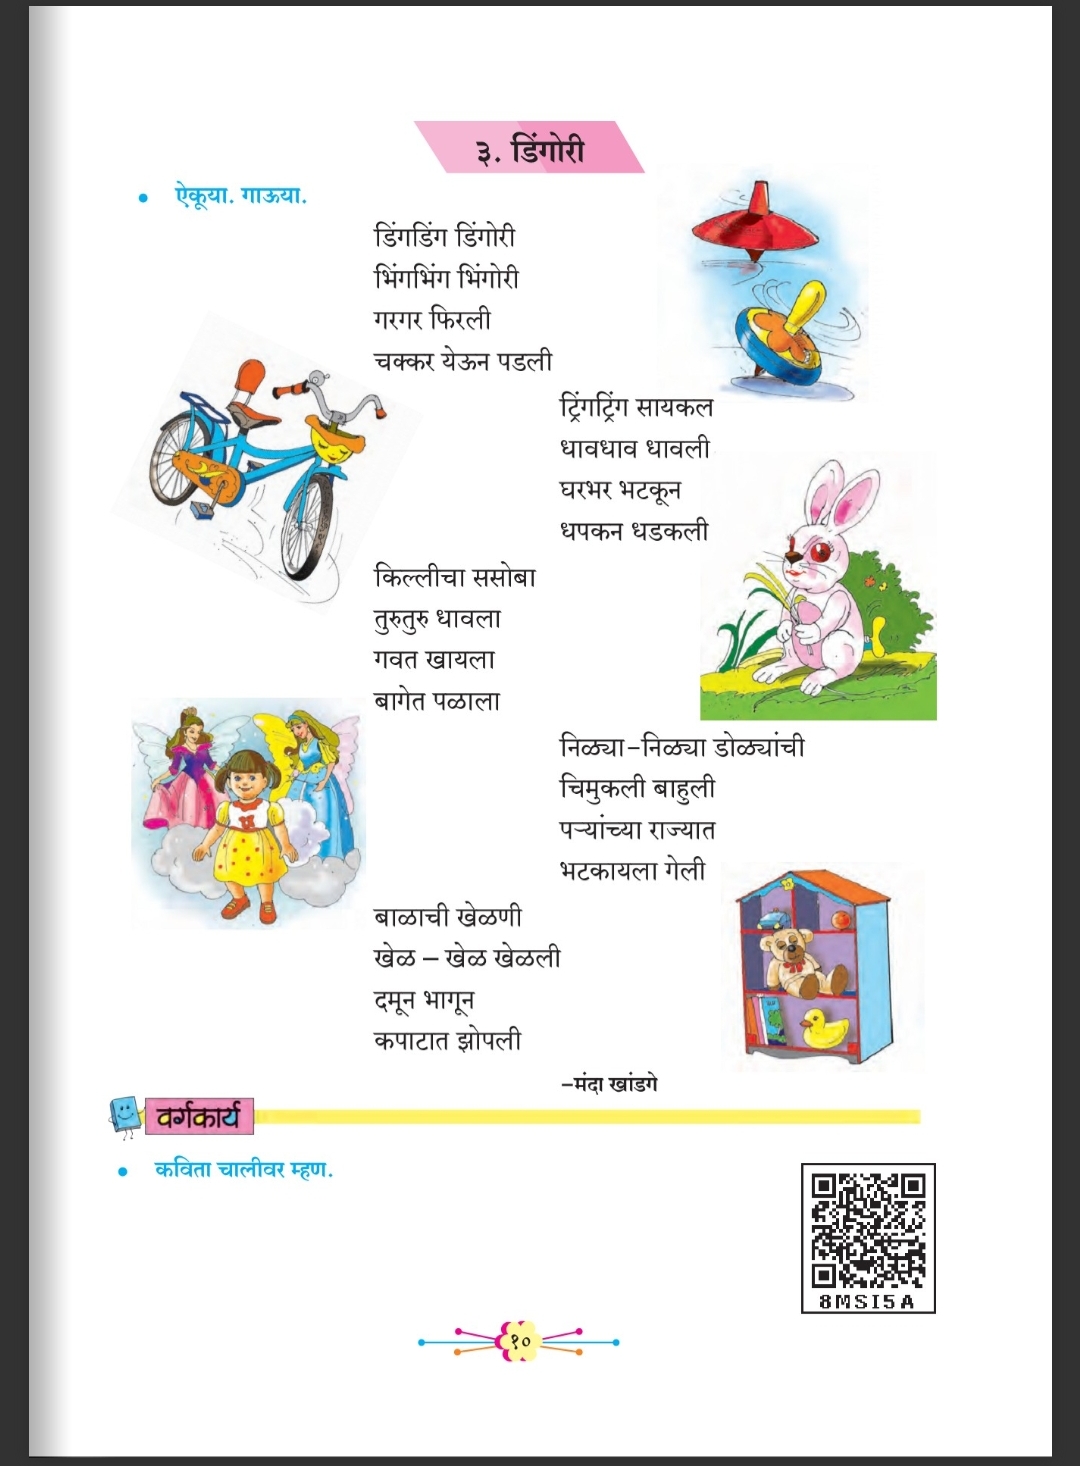 ३. डिंगोरी
• ऐकूया. गाऊया.
डिंगडिंग डिंगोरी
भिंगभिंग भिंगोरी
गरगर फिरली
चक्कर येऊन पडली
ट्रिंगट्रिंग सायकल
धावधाव धावली
घरभर भटकून
धपकन धडकली
किल्लीचा ससोबा
तुरुतुरु धावला
गवत खायला
बागेत पळाला
निळ्या-निळ्या डोळ्यांची
चिमुकली बाहुली
पऱ्यांच्या राज्यात
भटकायला गेली
बाळाची खेळणी
खेळ – खेळ खेळली
दमून भागून
कपाटात झोपली
–मंदा खांडगे
वर्गकार्य
• कविता चालीवर म्हण.
8MSI5A
१०